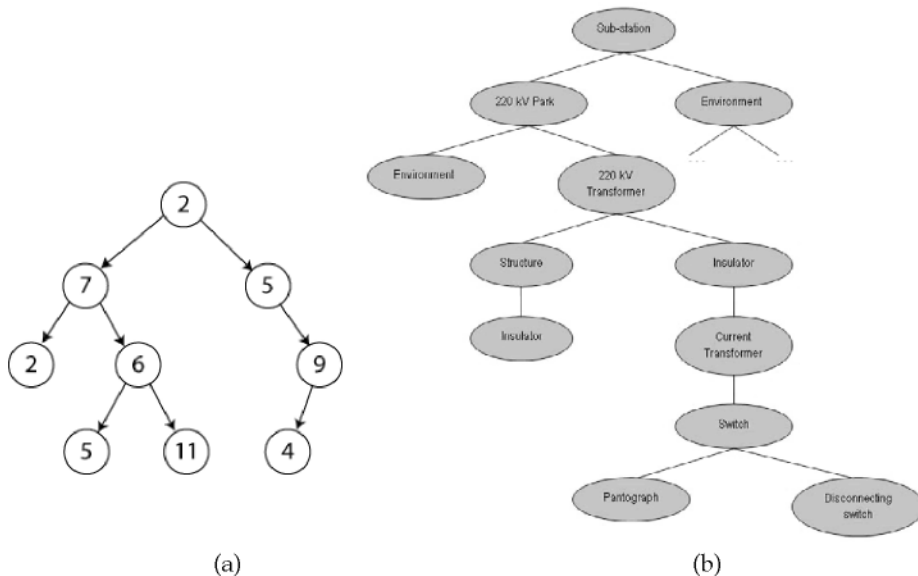 2
7
5
2
6
9
5
11
4
(a)
Sub-station
220 kV Park
Environment
... ...
Environment
220 kV
Transformer
Structure
Insulator
Insulator
Current
Transformer
Switch
Pantograph
Disconnecting
switch
(b)